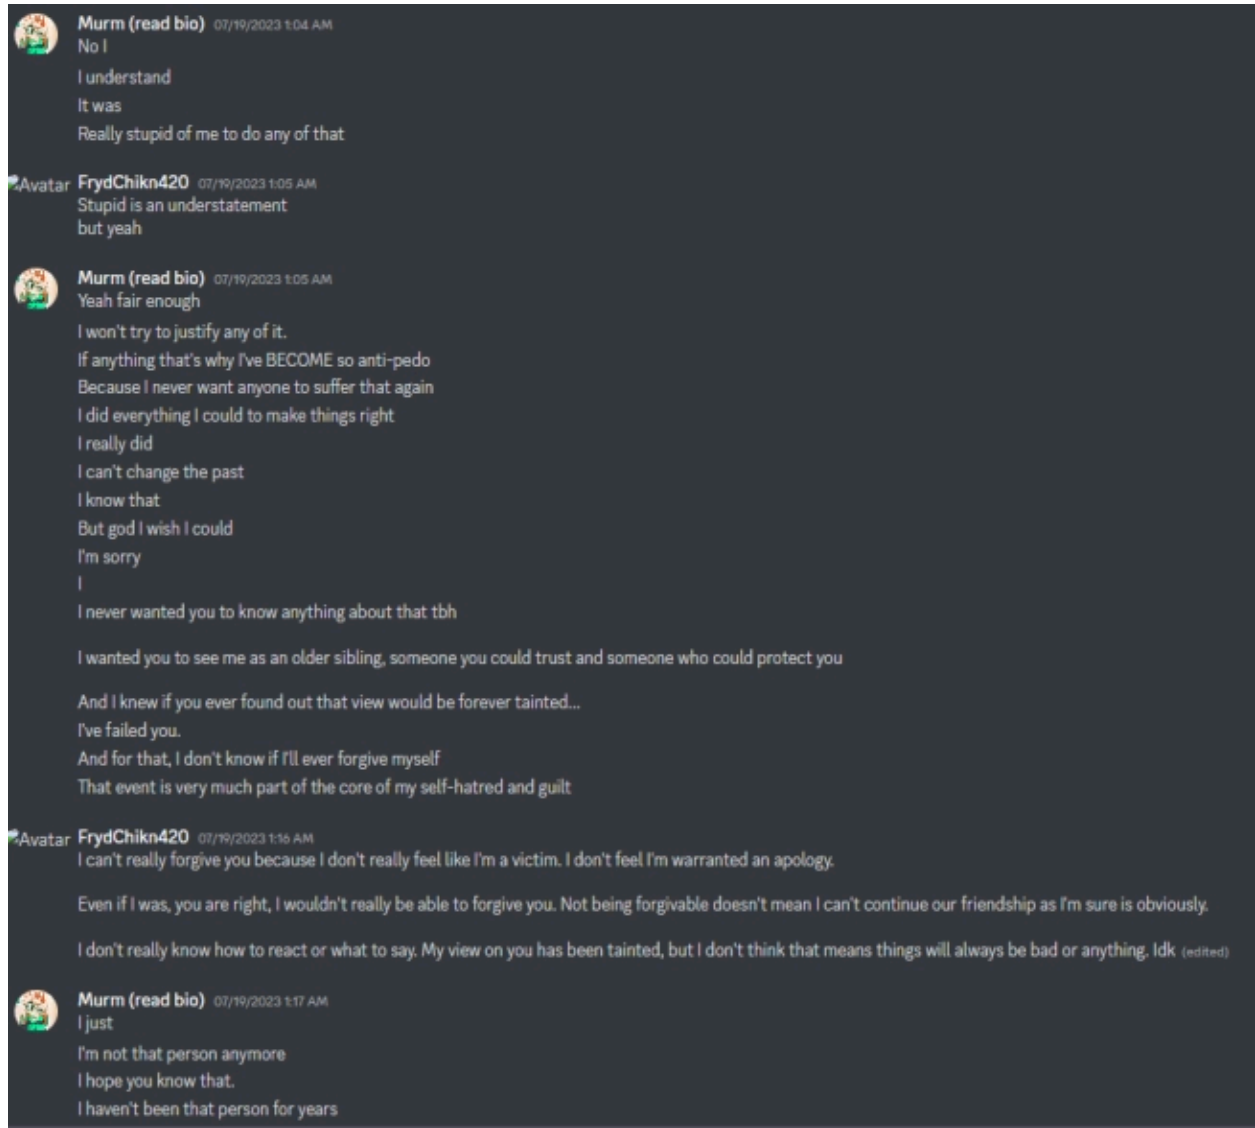 Murm (read bio) 07/19/2023 1:04 AM
No I
I understand
It was
Really stupid of me to do any of that
Avatar FrydChikn420 07/19/2023 1:05 AM
Stupid is an understatement
but yeah
Murm (read bio) 07/19/2023 1:05 AM
Yeah fair enough
I won't try to justify any of it.
If anything that's why I've BECOME so anti-pedo
Because I never want anyone to suffer that again
I did everything I could to make things right
I really did
I can't change the past
I know that
But god I wish I could
I'm sorry
I
I never wanted you to know anything about that tbh
I wanted you to see me as an older sibling, someone you could trust and someone who could protect you
And I knew if you ever found out that view would be forever tainted...
I've failed you.
And for that, I don't know if I'll ever forgive myself
That event is very much part of the core of my self-hatred and guilt
Avatar FrydChikn420 07/19/2023 1:16 AM
I can't really forgive you because I don't really feel like I'm a victim. I don't feel I'm warranted an apology.
Even if I was, you are right, I wouldn't really be able to forgive you. Not being forgivable doesn't mean I can't continue our friendship as I'm sure is obviously.
I don't really know how to react or what to say. My view on you has been tainted, but I don't think that means things will always be bad or anything. Idk (edited)
Murm (read bio) 07/19/2023 1:17 AM
I just
I'm not that person anymore
I hope you know that.
I haven't been that person for years